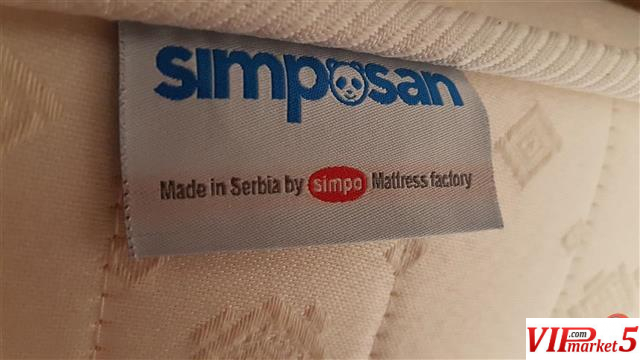 simposan
Made in Serbia by simpo Mattress factory
VIP.com
market 5